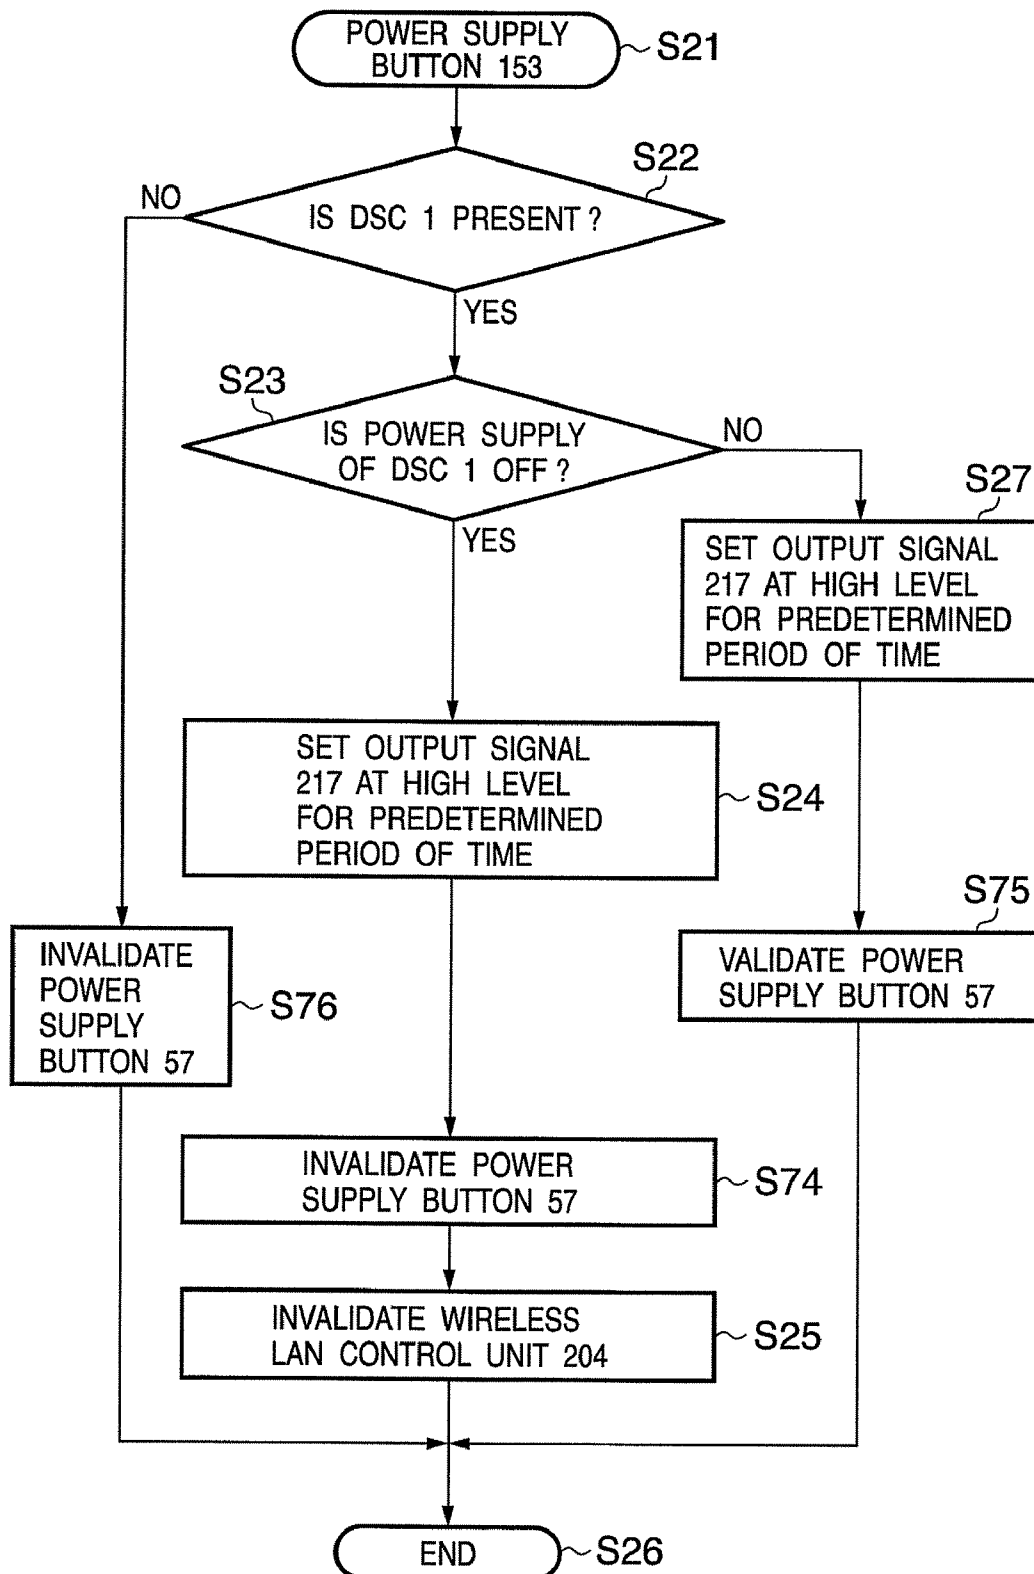 POWER SUPPLY
BUTTON 153
S21
S22
NO
IS DSC 1 PRESENT ?
YES
S23
IS POWER SUPPLY
OF DSC 1 OFF ?
NO
YES
S27
SET OUTPUT SIGNAL
217 AT HIGH LEVEL
FOR PREDETERMINED
PERIOD OF TIME
SET OUTPUT SIGNAL
217 AT HIGH LEVEL
FOR PREDETERMINED
PERIOD OF TIME
S24
S75
VALIDATE POWER
SUPPLY BUTTON 57
INVALIDATE
POWER
SUPPLY
BUTTON 57
S76
INVALIDATE POWER
SUPPLY BUTTON 57
S74
INVALIDATE WIRELESS
LAN CONTROL UNIT 204
S25
END
S26